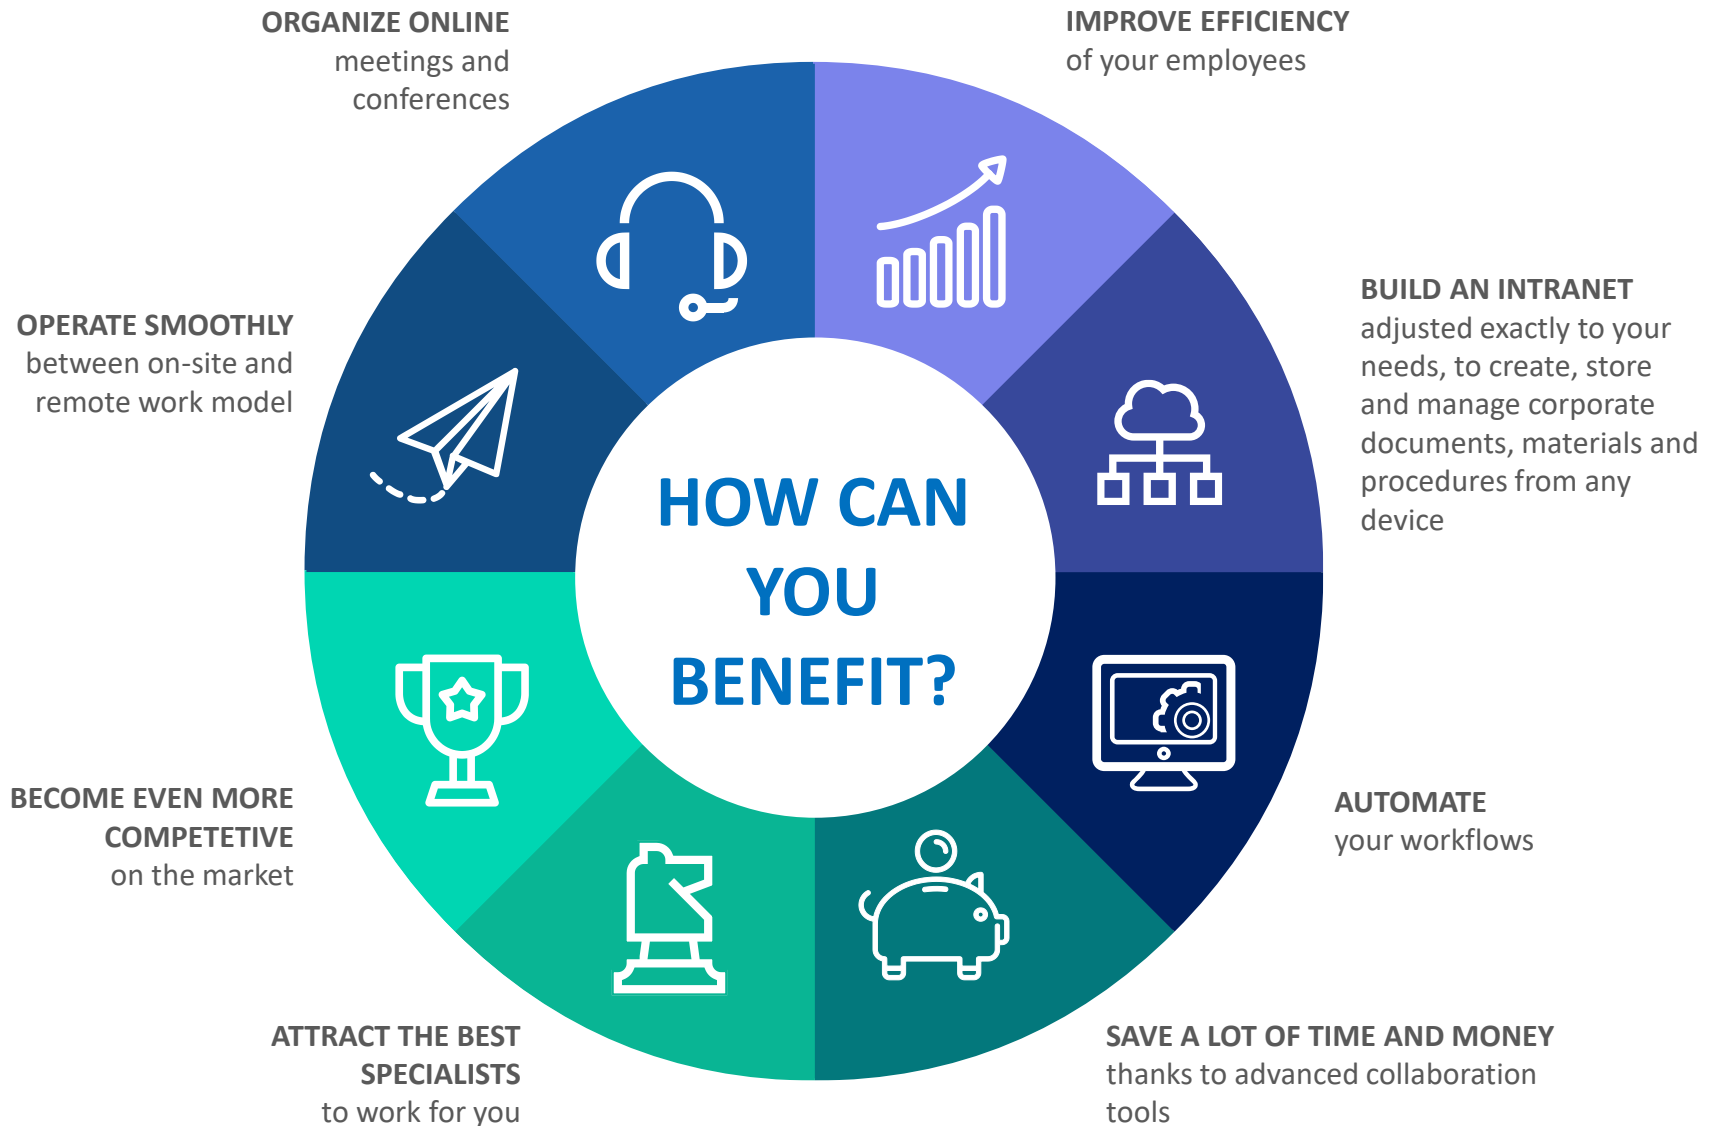 ORGANIZE ONLINE
meetings and
conferences
IMPROVE EFFICIENCY
of your employees
BUILD AN INTRANET
adjusted exactly to your
needs, to create, store
and manage corporate
documents, materials and
procedures from any
device
OPERATE SMOOTHLY
between on-site and
remote work model
HOW CAN
YOU
BENEFIT?
BECOME EVEN MORE
COMPETETIVE
on the market
AUTOMATE
your workflows
ATTRACT THE BEST
SPECIALISTS
to work for you
SAVE A LOT OF TIME AND MONEY
thanks to advanced collaboration
tools